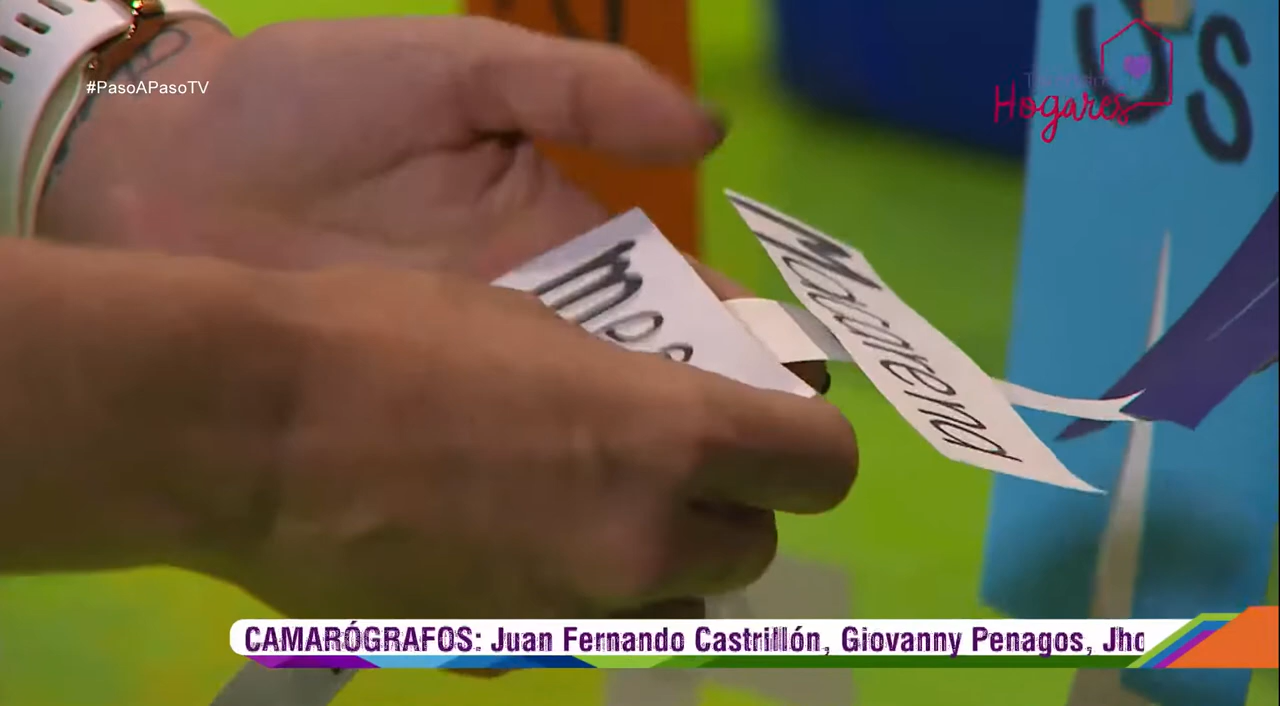 #PasoAPasoTV
Hogares
Macarena
CAMARÓGRAFOS: Juan Fernando Castrillón, Giovanny Penagos, Jho